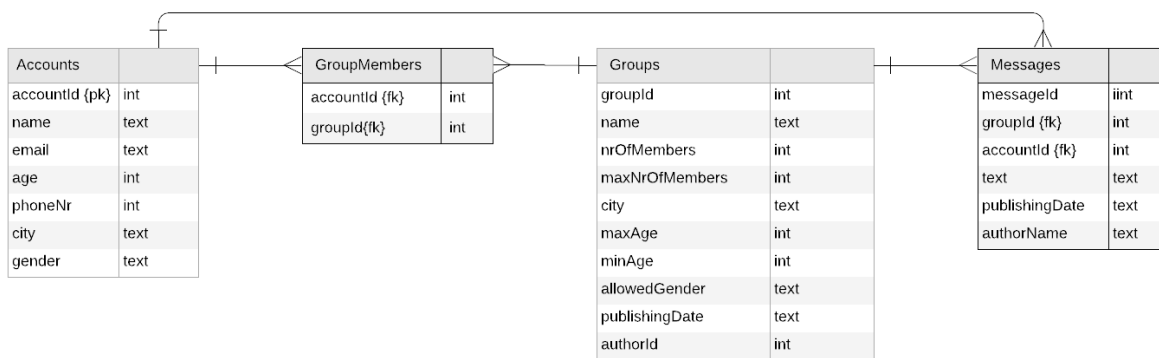 Accounts
accountId {pk} int
name text
email text
age int
phoneNr int
city text
gender text
GroupMembers
accountId {fk} int
groupId{fk} int
Groups
groupId int
name text
nrOfMembers int
maxNrOfMembers int
city text
maxAge int
minAge int
allowedGender text
publishingDate text
authorId int
Messages
messageId iint
groupId {fk} int
accountId {fk} int
text text
publishingDate text
authorName text